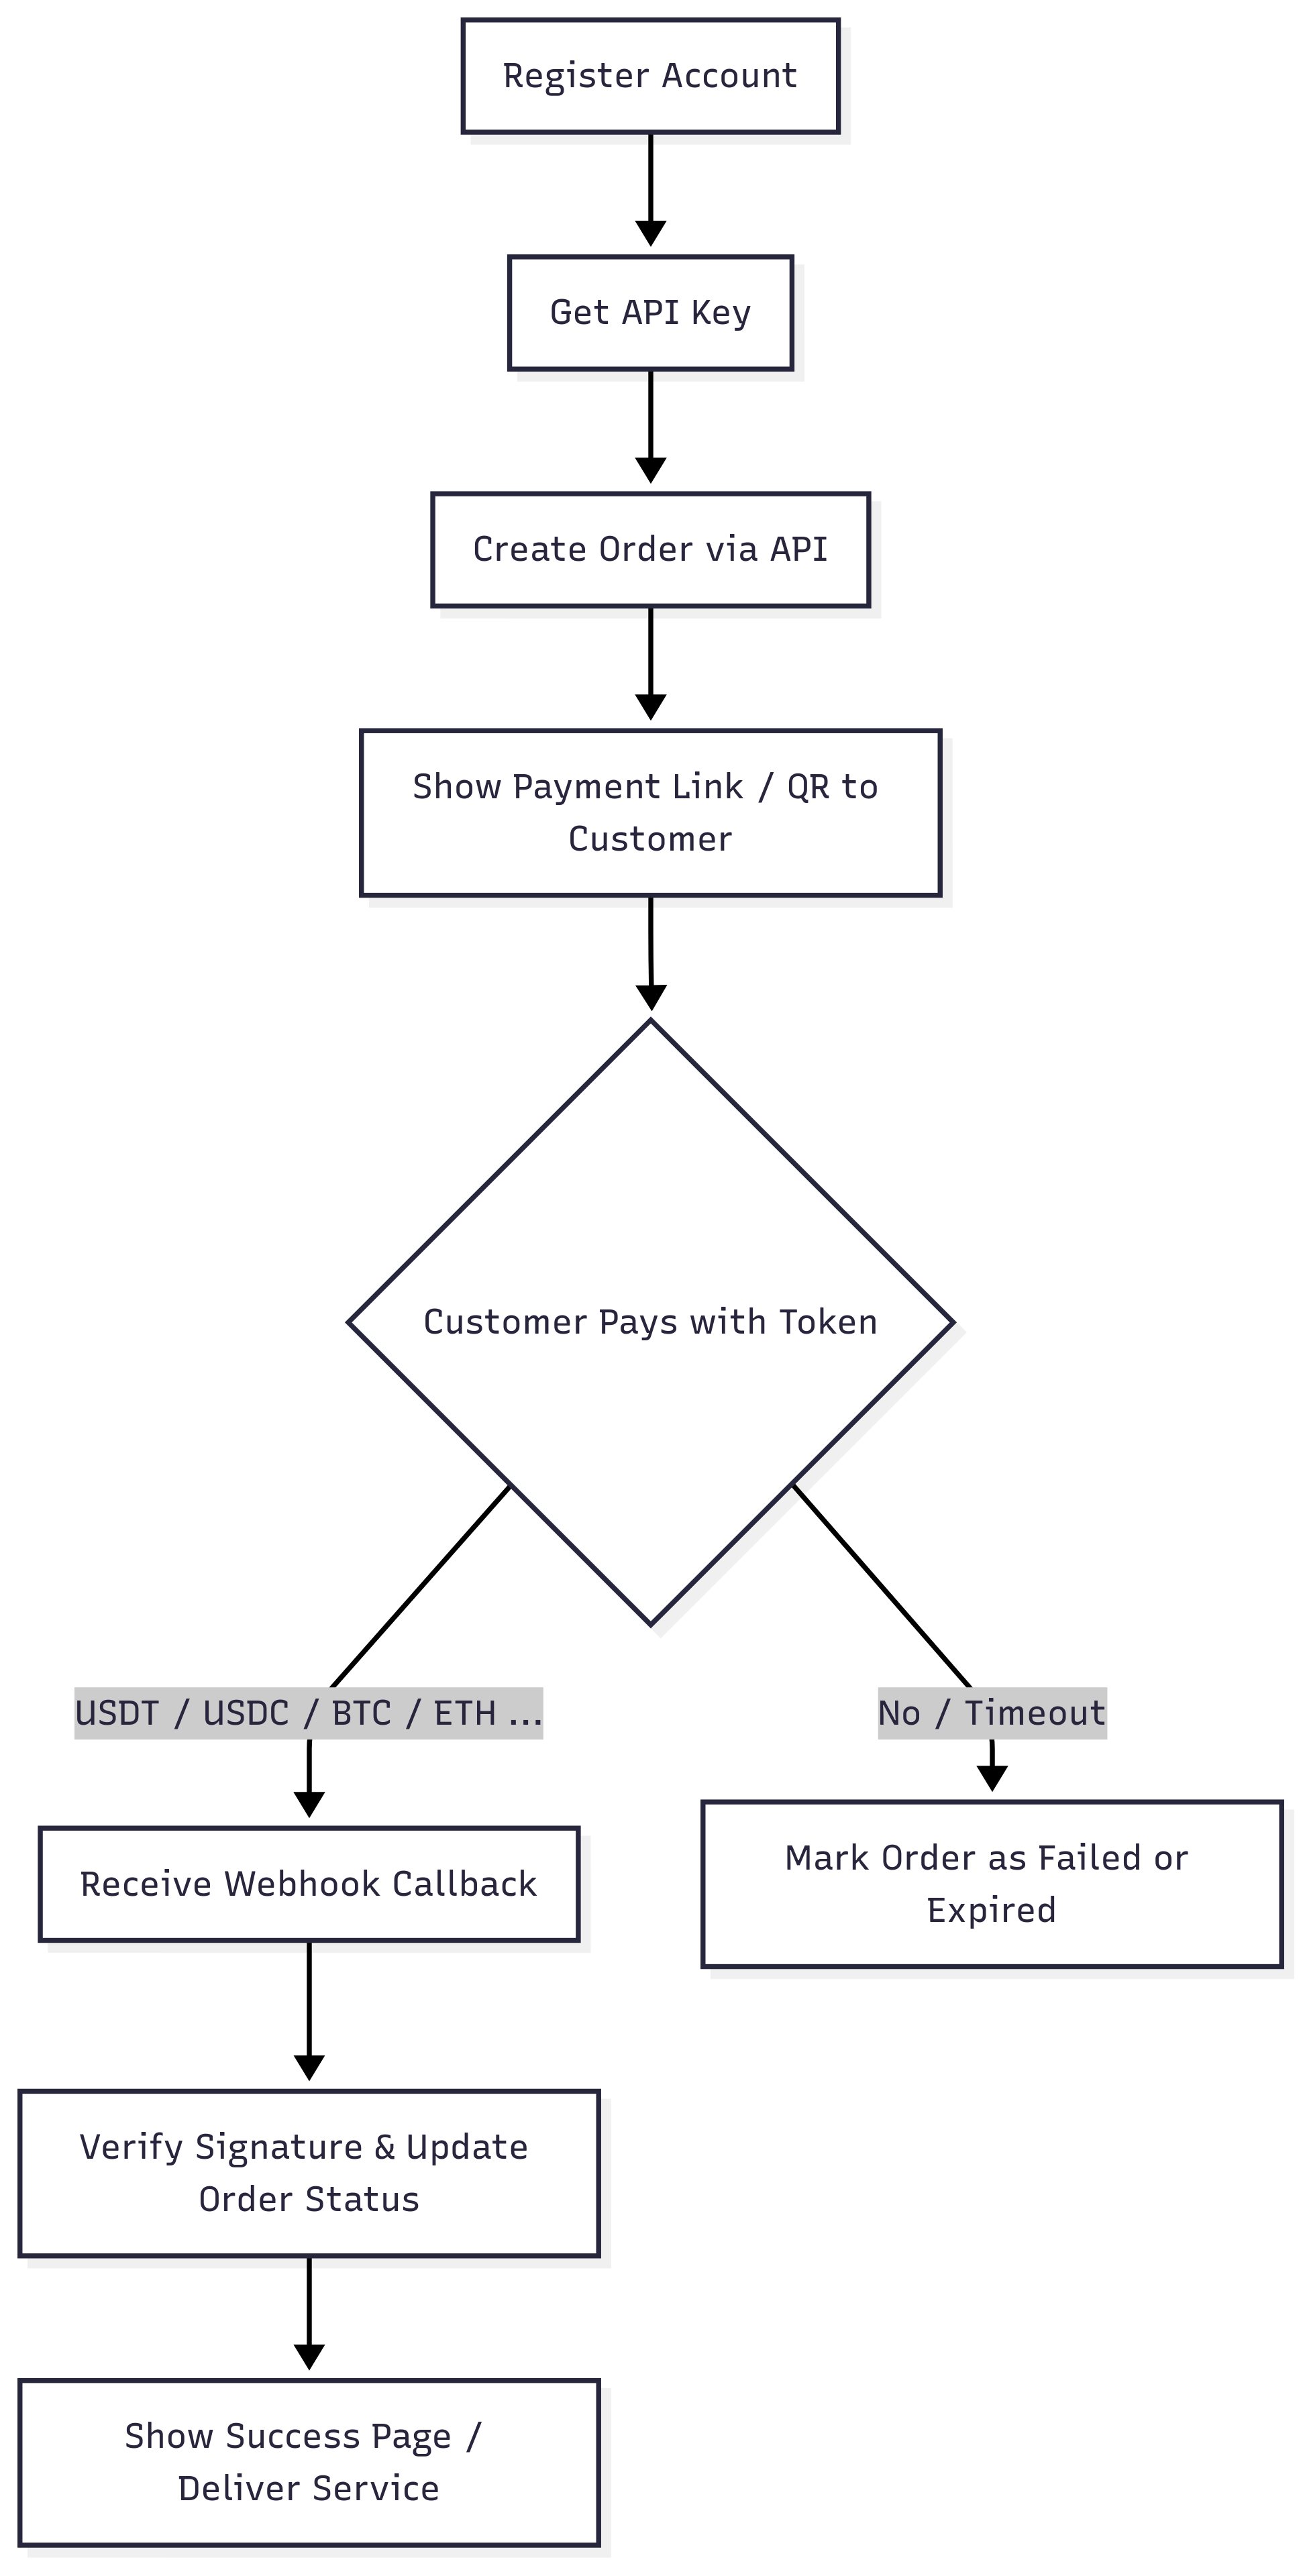 Register Account
Get API Key
Create Order via API
Show Payment Link / QR to
Customer
Customer Pays with Token
USDT / USDC / BTC / ETH ...
No / Timeout
Receive Webhook Callback
Mark Order as Failed or
Expired
Verify Signature & Update
Order Status
Show Success Page /
Deliver Service